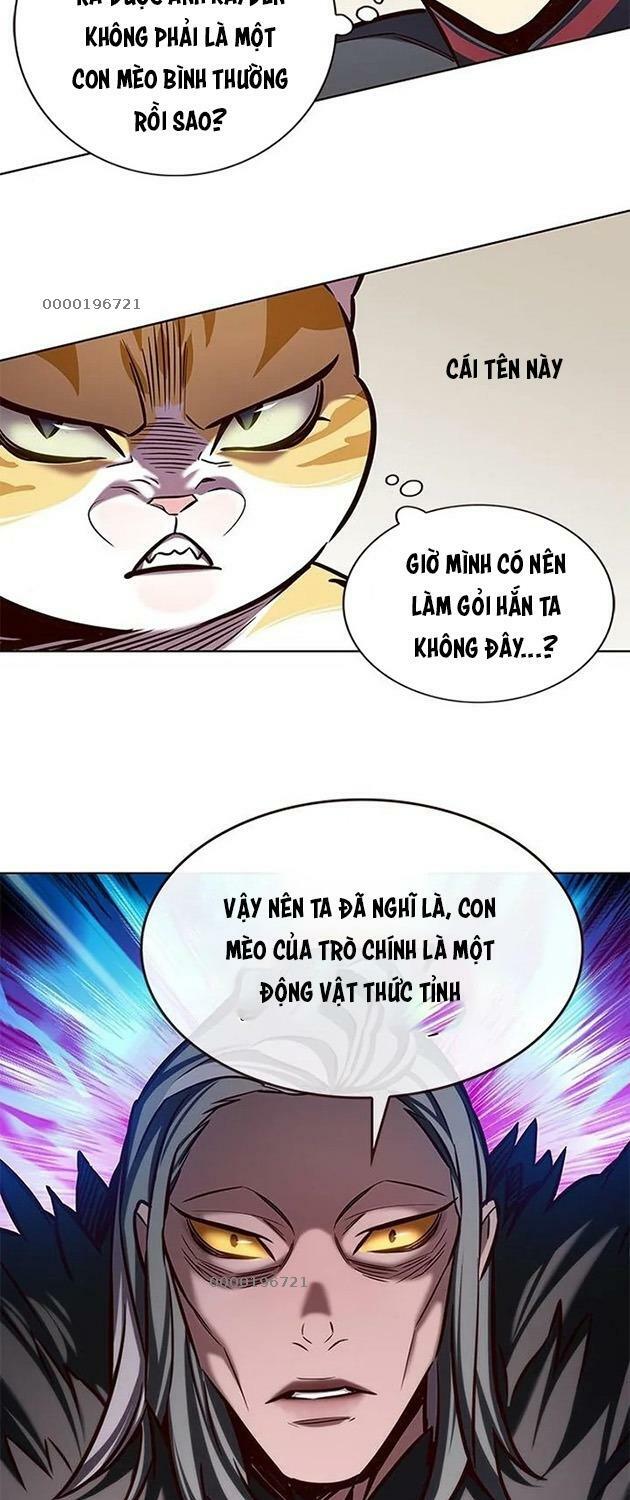 KHÔNG PHẢI LÀ MỘT
CON MÈO BÌNH THƯỜNG
RỒI SAO?
0000196721
CÁI TÊN NÀY
GIỜ MÌNH CÓ NÊN
LÀM GỎI HẮN TA
KHÔNG ĐÂY...?
VẬY NÊN TA ĐÃ NGHĨ LÀ, CON
MÈO CỦA TRÒ CHÍNH LÀ MỘT
ĐỘNG VẬT THỨC TỈNH
0000196721